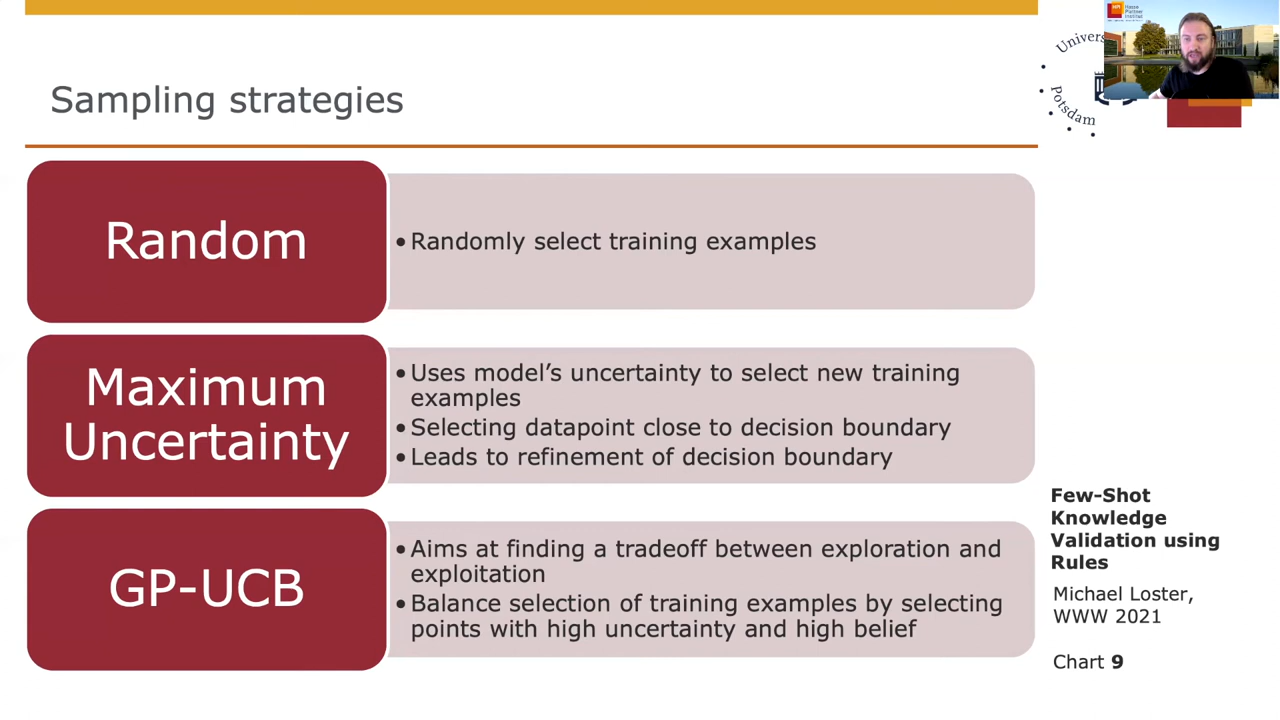 Sampling strategies
Random
• Randomly select training examples
Maximum
Uncertainty
• Uses model's uncertainty to select new training
examples
• Selecting datapoint close to decision boundary
• Leads to refinement of decision boundary
GP-UCB
• Aims at finding a tradeoff between exploration and
exploitation
• Balance selection of training examples by selecting
points with high uncertainty and high belief
Hasso
Plattner
Institut
Univers
Potsdam
Few-Shot
Knowledge
Validation using
Rules
Michael Loster,
WWW 2021
Chart 9